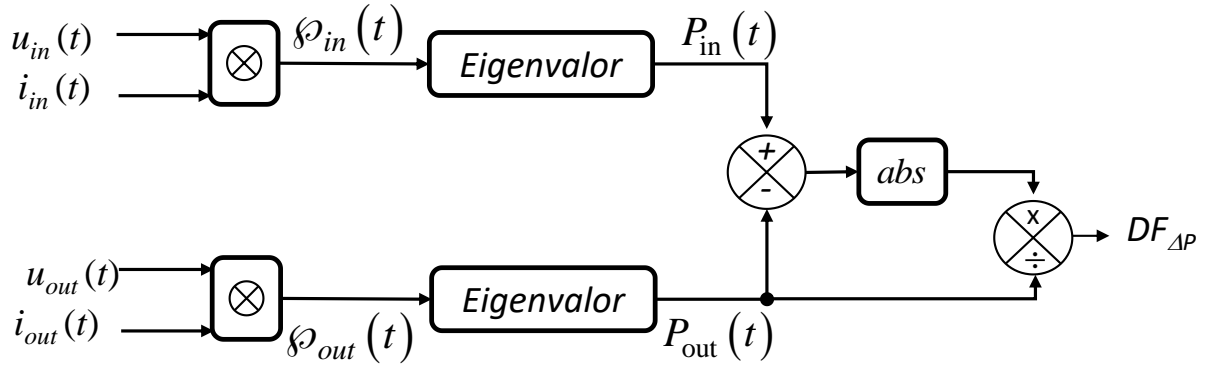 u_in(t)
i_in(t)
⊗
℘_in(t)
Eigenvalor
P_in(t)
+
-
abs
x
÷
DF_ΔP
u_out(t)
i_out(t)
⊗
℘_out(t)
Eigenvalor
P_out(t)